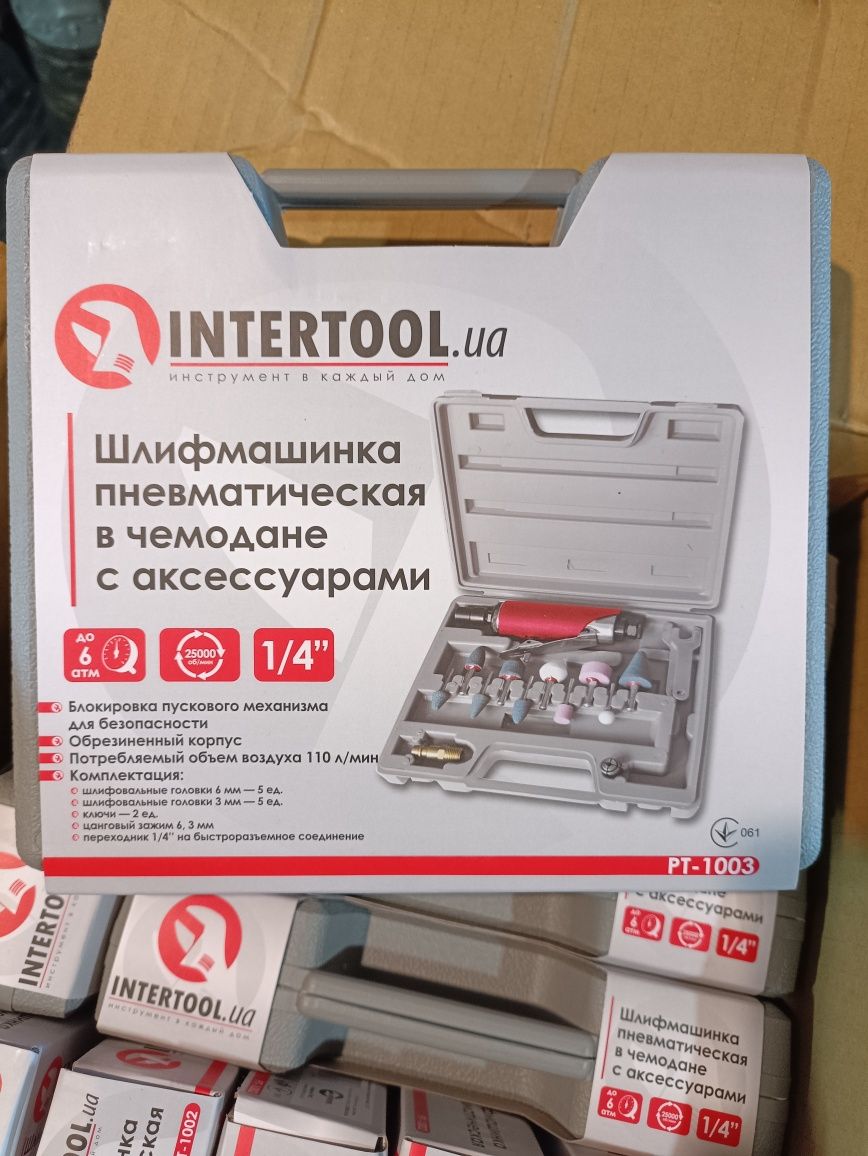 INTERTOOL.ua
инструмент в каждый дом
Шлифмашинка
пневматическая
в чемодане
с аксессуарами
до
6
атм
25000
об/мин
1/4”
Блокировка пускового механизма
для безопасности
Обрезиненный корпус
Потребляемый объем воздуха 110 л/мин
Комплектация:
шлифовальные головки 6 мм — 5 ед.
шлифовальные головки 3 мм — 5 ед.
ключи — 2 ед.
цанговый зажим 6, 3 мм
переходник 1/4” на быстроразъемное соединение
061
PT-1003
с аксессуарами
до
6
атм
1/4”
INTERTOOL
INTERTOOL.ua
инструмент в каждый дом
Шлифмашинка
пневматическая
в чемодане
с аксессуарами
до
6
атм
25000
1/4”
OOL.ua
PT-1002